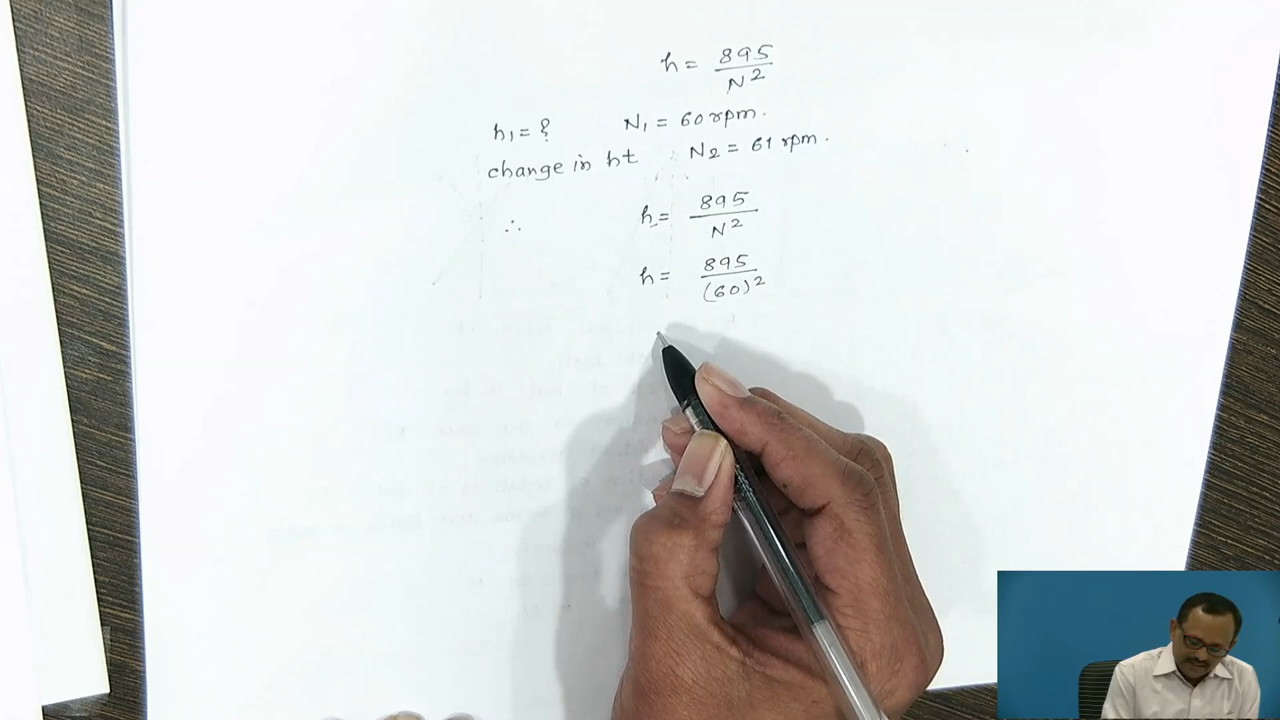 h = 895/N²
h₁ = ? N₁ = 60 rpm.
change in ht N₂ = 61 rpm.
∴ h = 895/N²
h = 895/(60)²